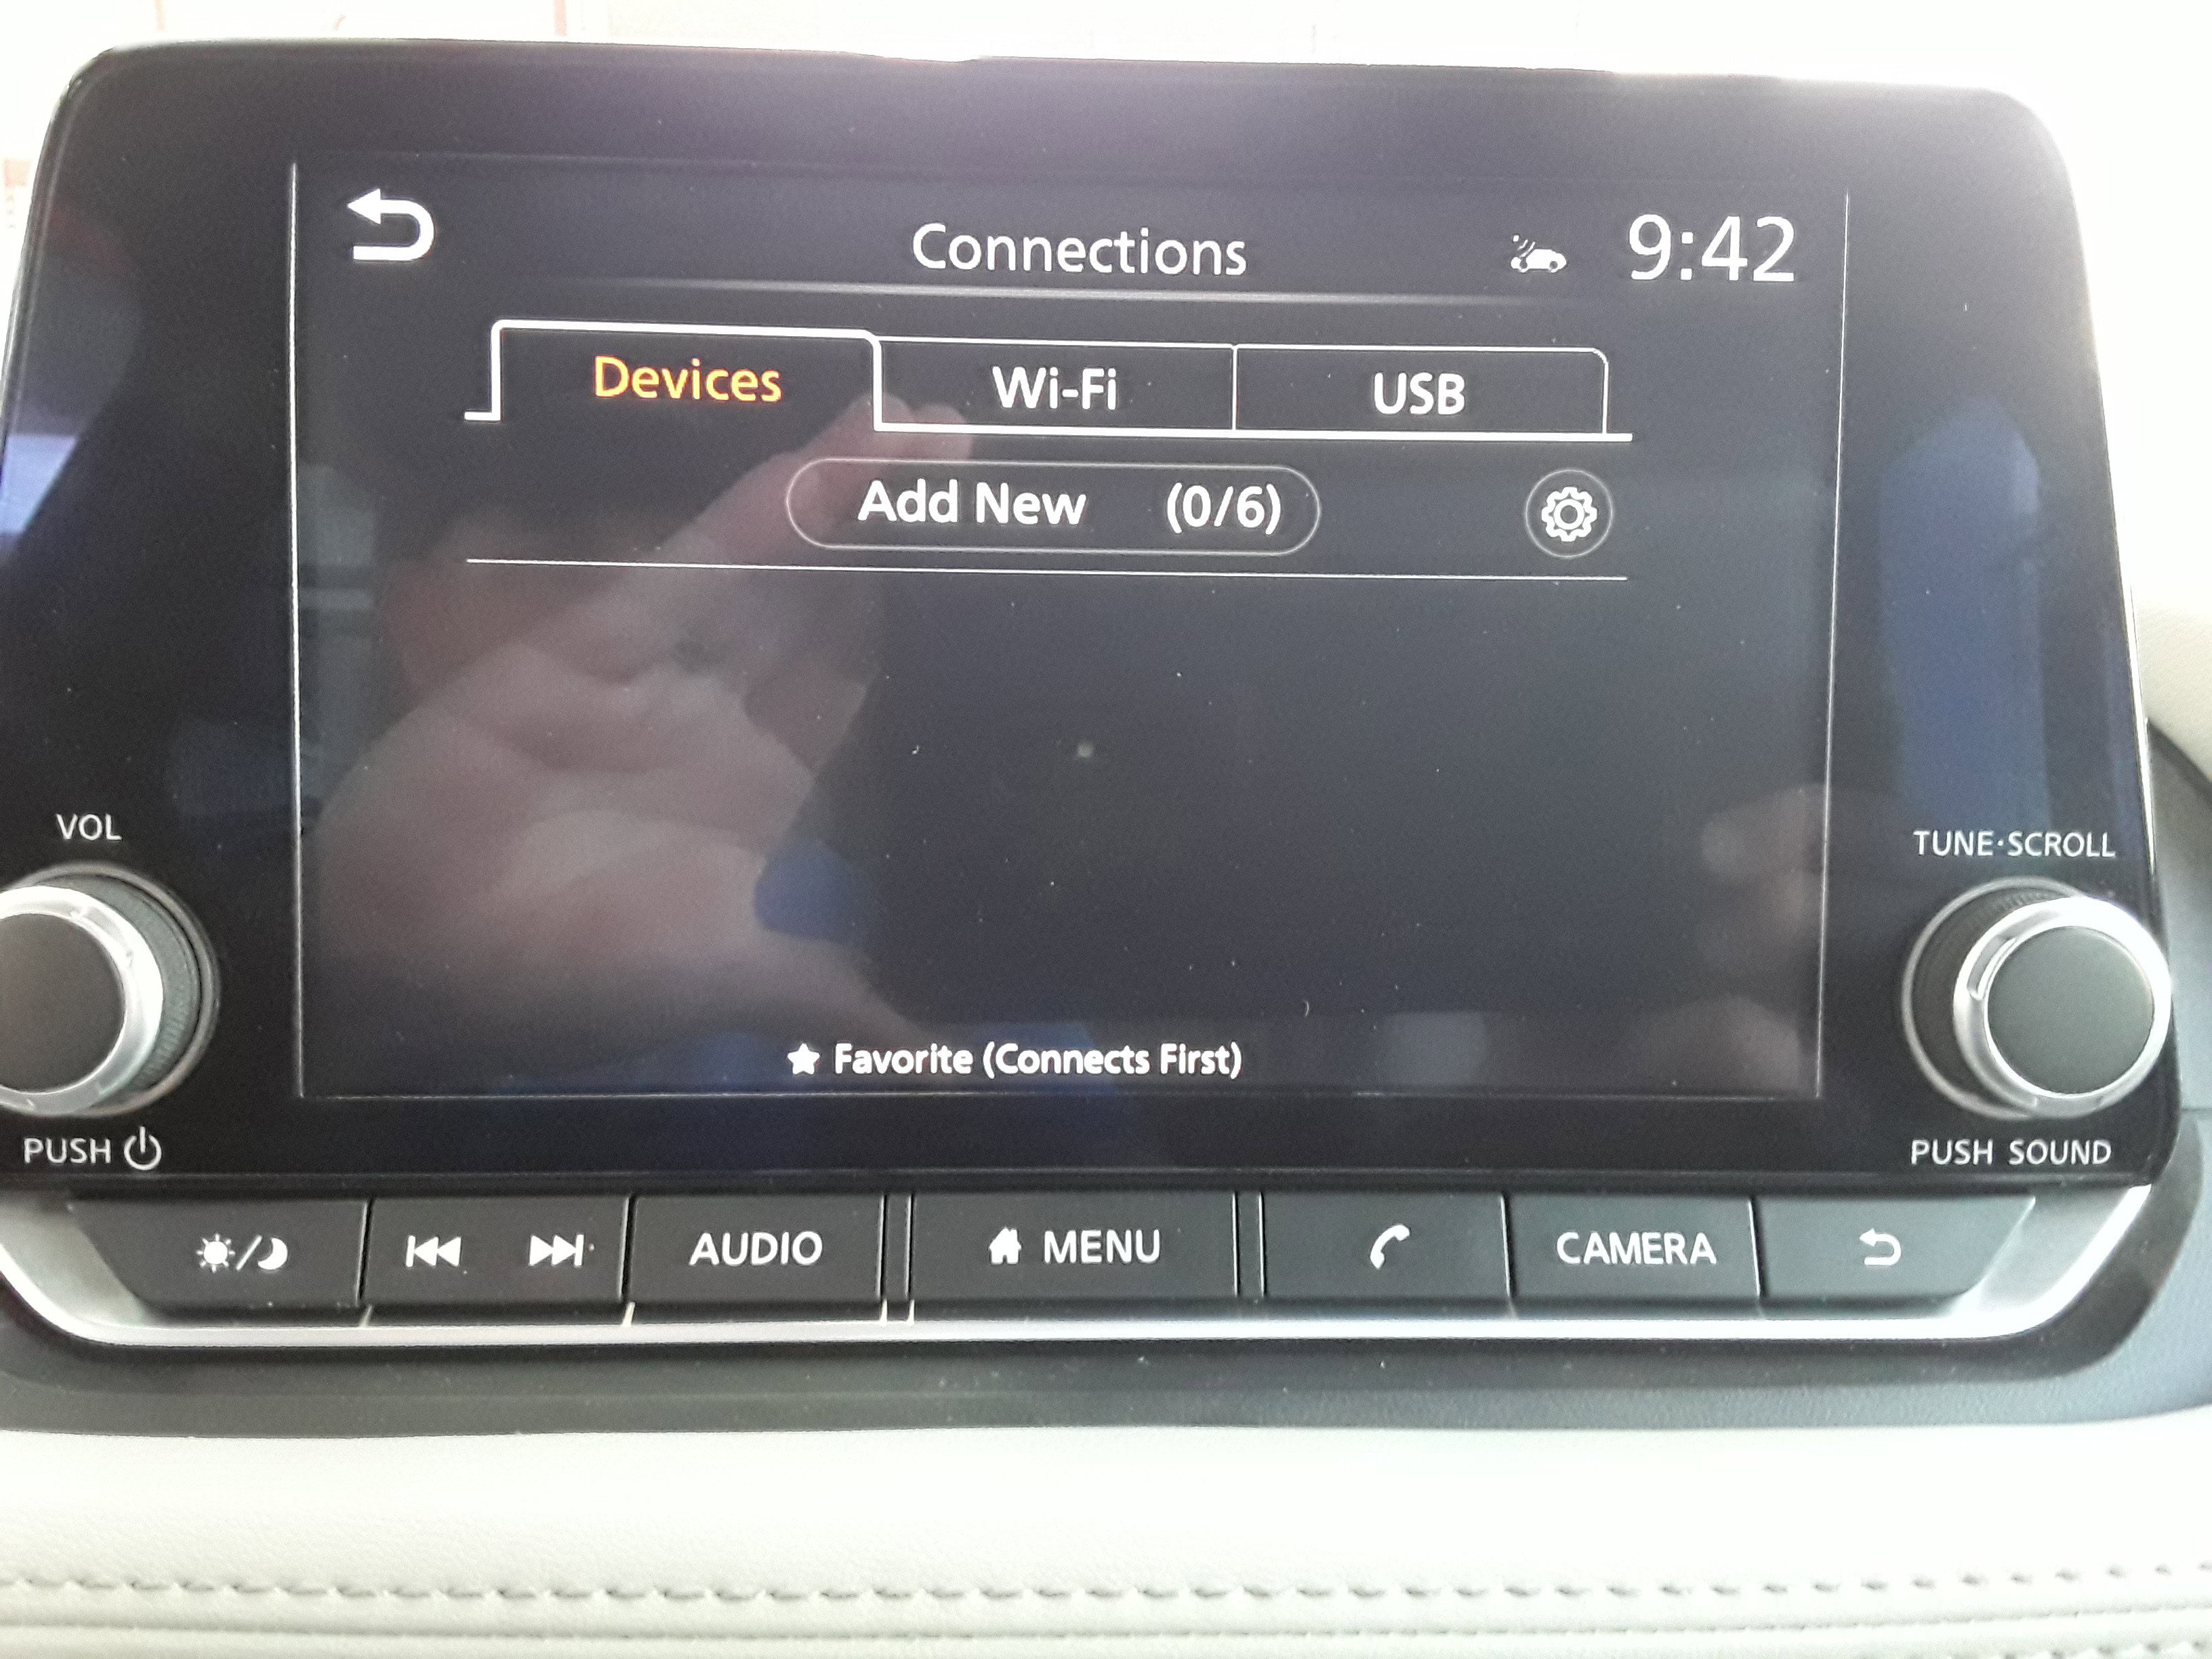 Connections 9:42
Devices Wi-Fi USB
Add New (0/6)
Favorite (Connects First)
VOL
TUNE·SCROLL
PUSH
PUSH SOUND
AUDIO MENU CAMERA